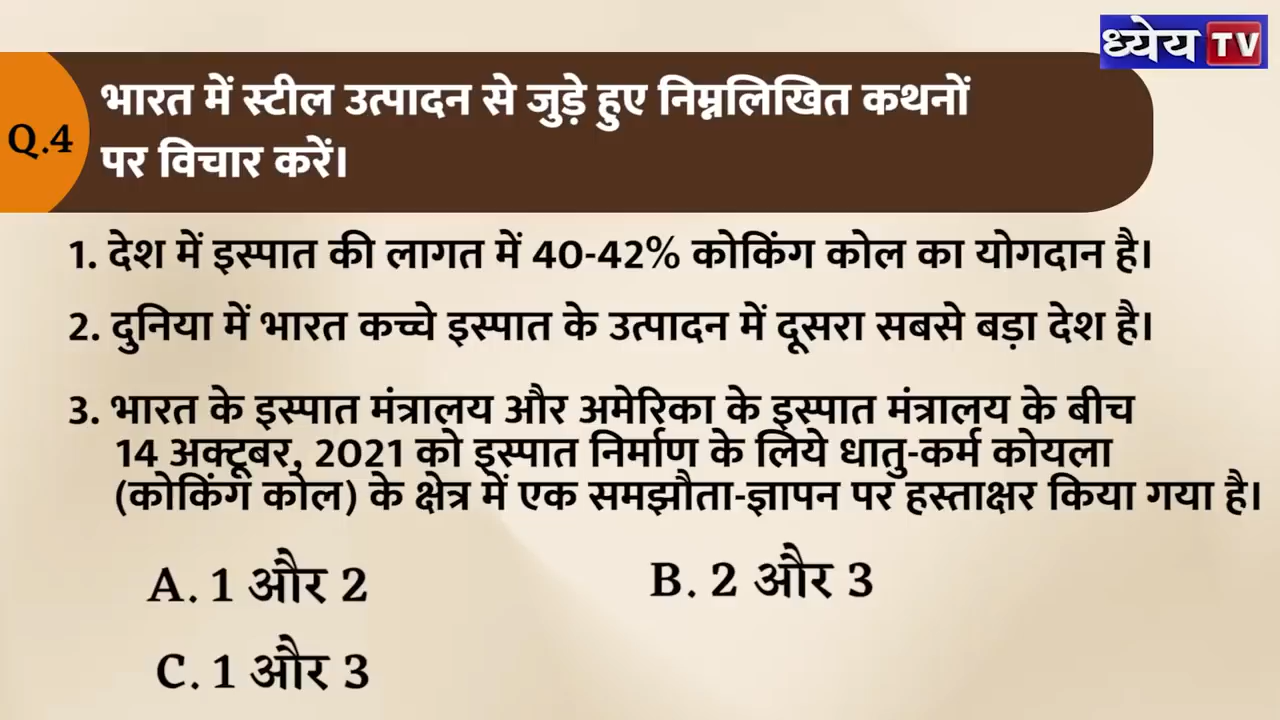 ध्येय TV
Q.4
भारत में स्टील उत्पादन से जुड़े हुए निम्नलिखित कथनों
पर विचार करें।
1. देश में इस्पात की लागत में 40-42% कोकिंग कोल का योगदान है।
2. दुनिया में भारत कच्चे इस्पात के उत्पादन में दूसरा सबसे बड़ा देश है।
3. भारत के इस्पात मंत्रालय और अमेरिका के इस्पात मंत्रालय के बीच
14 अक्टूबर, 2021 को इस्पात निर्माण के लिये धातु-कर्म कोयला
(कोकिंग कोल) के क्षेत्र में एक समझौता-ज्ञापन पर हस्ताक्षर किया गया है।
A. 1 और 2
B. 2 और 3
C. 1 और 3